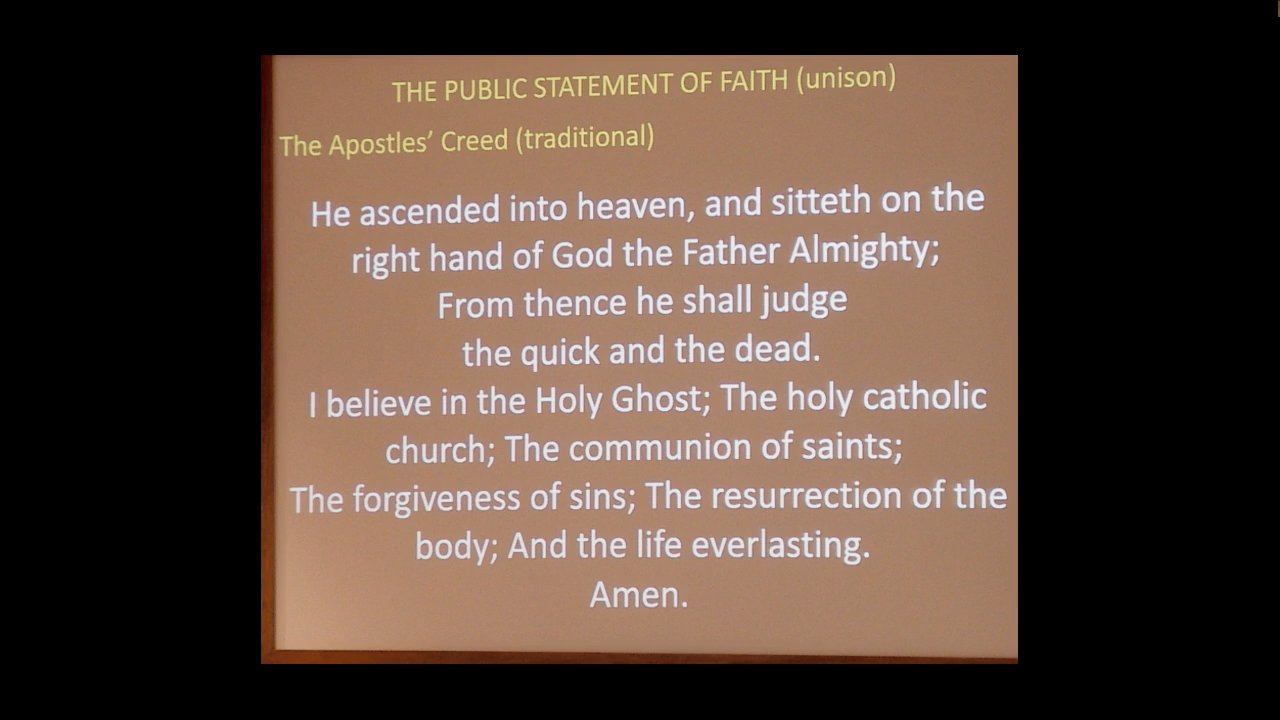 THE PUBLIC STATEMENT OF FAITH (unison)
The Apostles’ Creed (traditional)
He ascended into heaven, and sitteth on the
right hand of God the Father Almighty;
From thence he shall judge
the quick and the dead.
I believe in the Holy Ghost; The holy catholic
church; The communion of saints;
The forgiveness of sins; The resurrection of the
body; And the life everlasting.
Amen.